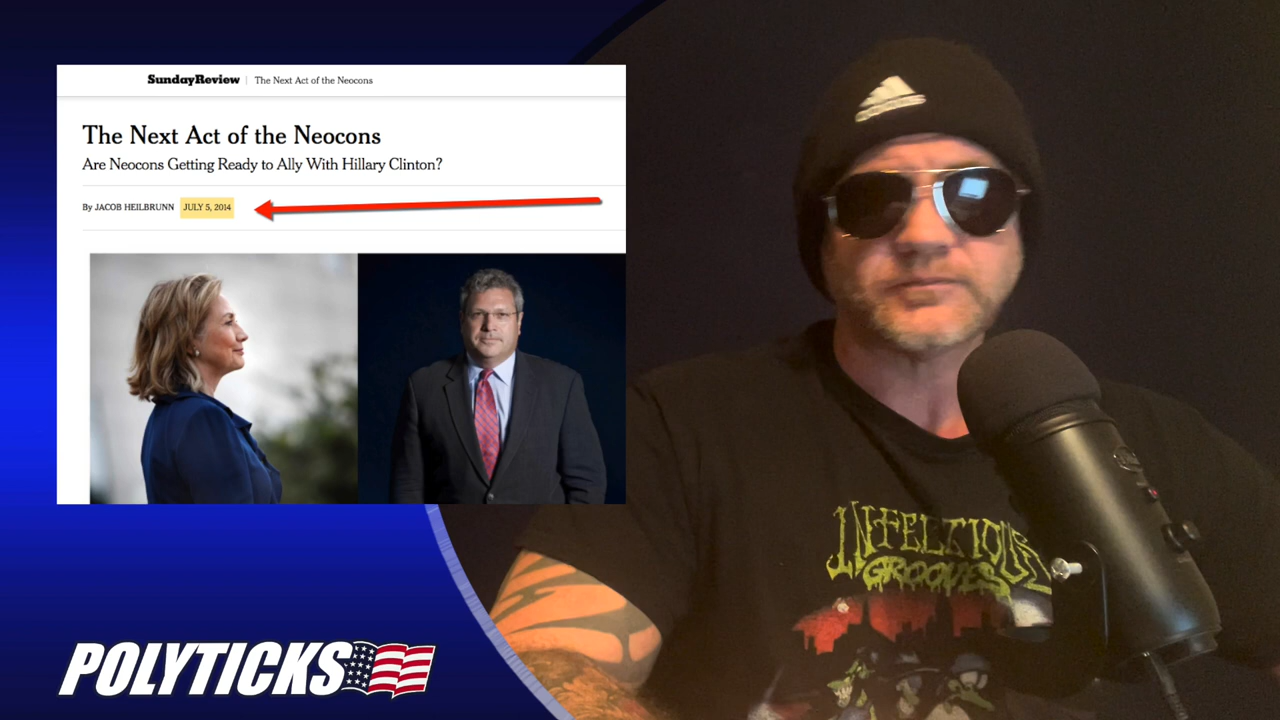 SundayReview | The Next Act of the Neocons
The Next Act of the Neocons
Are Neocons Getting Ready to Ally With Hillary Clinton?
By JACOB HEILBRUNN JULY 5, 2014
INFECTIOUS
GROOVES
POLYTICKS